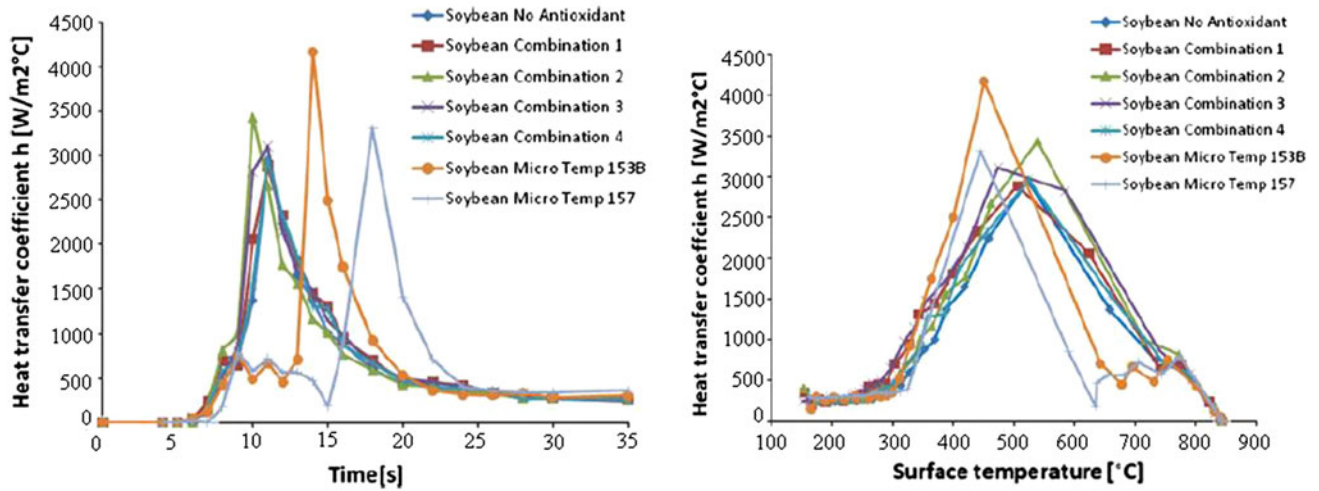 Heat transfer coefficient h [W/m2°C]
4500
4000
3500
3000
2500
2000
1500
1000
500
0
0
5
10
15
20
25
30
35
Time[s]
Soybean No Antioxidant
Soybean Combination 1
Soybean Combination 2
Soybean Combination 3
Soybean Combination 4
Soybean Micro Temp 153B
Soybean Micro Temp 157
Heat transfer coeffcient h [W/m2°C]
4500
4000
3500
3000
2500
2000
1500
1000
500
0
100
200
300
400
500
600
700
800
900
Surface temperature [°C]
Soybean No Antioxidant
Soybean Combination 1
Soybean Combination 2
Soybean Combination 3
Soybean Combination 4
Soybean Micro Temp 153B
Soybean Micro Temp 157